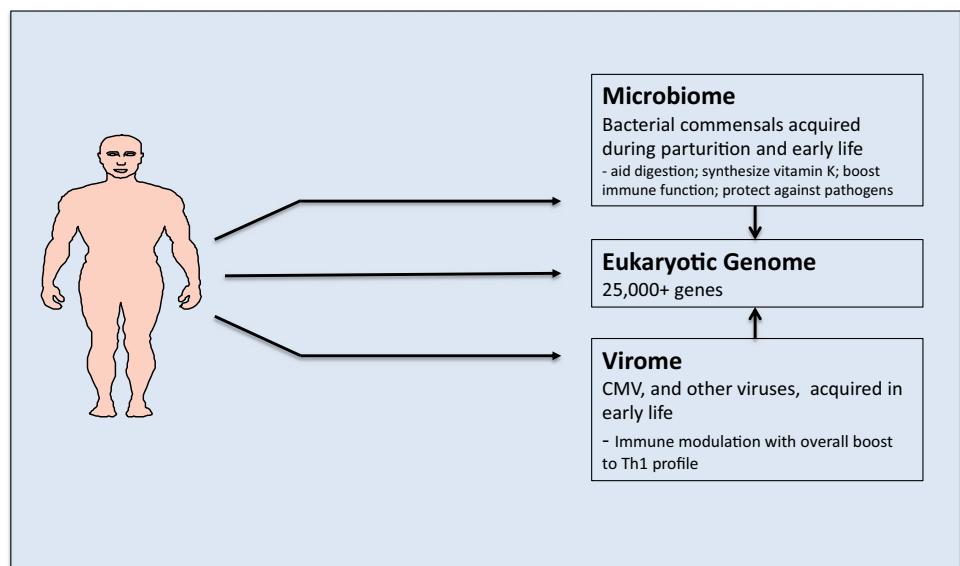 Microbiome
Bacterial commensals acquired
during parturition and early life
- aid digestion; synthesize vitamin K; boost
immune function; protect against pathogens
Eukaryotic Genome
25,000+ genes
Virome
CMV, and other viruses, acquired in
early life
- Immune modulation with overall boost
to Th1 profile